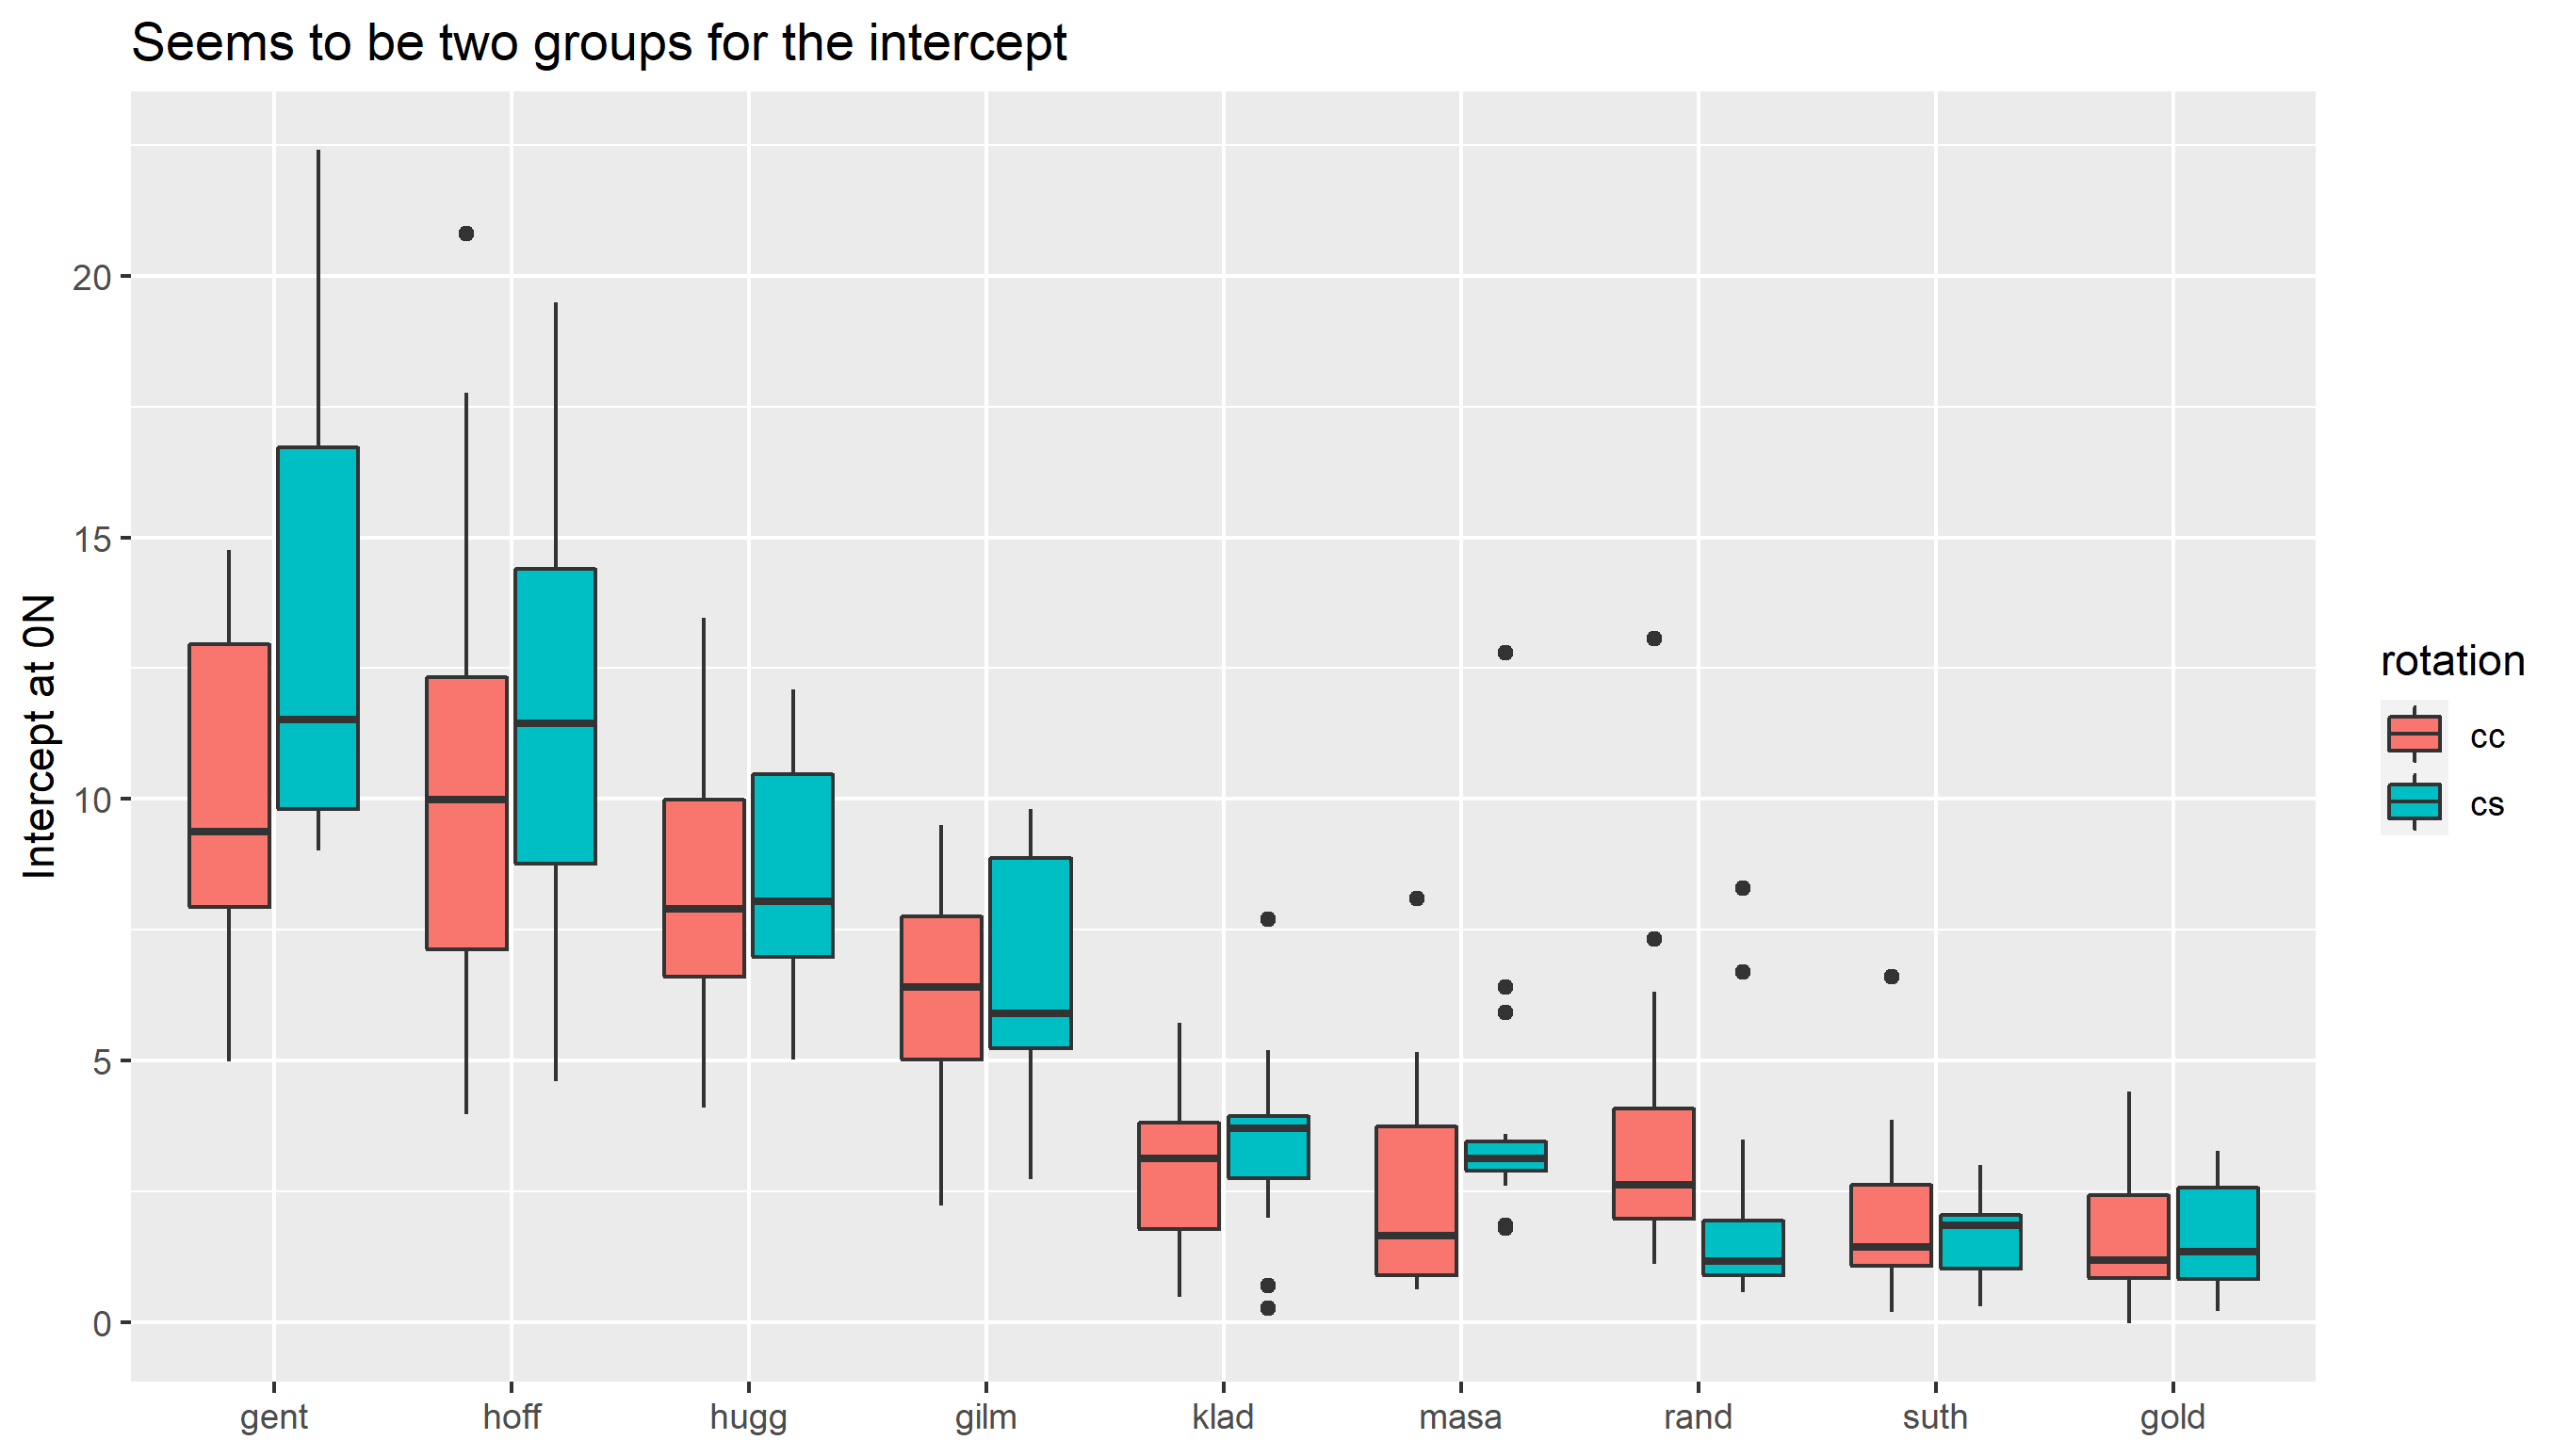 Seems to be two groups for the intercept
Intercept at 0N
20
15
10
5
0
gent hoff hugg gilm klad masa rand suth gold
rotation
cc
cs